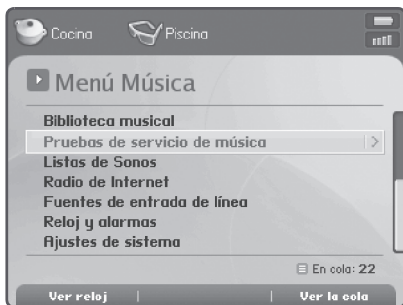 Cocina
Piscina
Menú Música
Biblioteca musical
Pruebas de servicio de música
Listas de Sonos
Radio de Internet
Fuentes de entrada de línea
Reloj y alarmas
Ajustes de sistema
En cola: 22
Ver reloj
Ver la cola